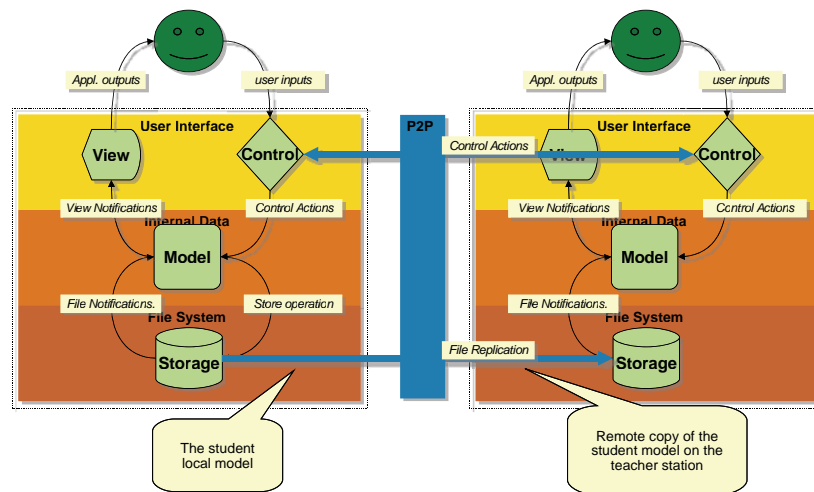 Appl. outputs
user inputs
User Interface
View
Control
View Notifications
Control Actions
Internal Data
Model
File Notifications.
Store operation
File System
Storage
The student
local model
P2P
Control Actions
File Replication
Appl. outputs
user inputs
User Interface
View
Control
View Notifications
Control Actions
Internal Data
Model
File Notifications.
File System
Storage
Remote copy of the
student model on the
teacher station